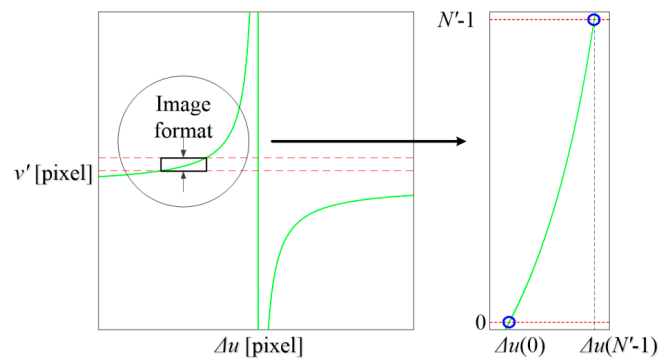 Image
format
v′ [pixel]
Δu [pixel]
N′-1
0
Δu(0)
Δu(N′-1)